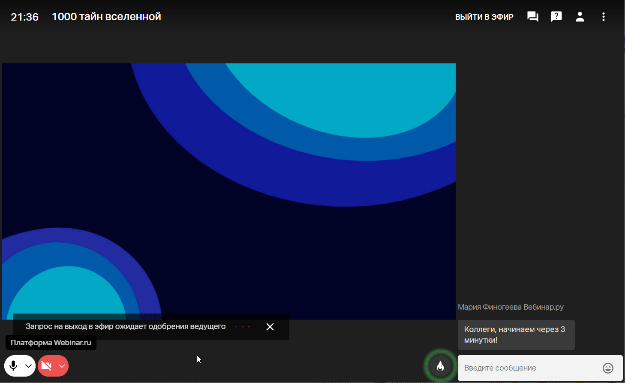 21:36 1000 тайн вселенной ВЫЙТИ В ЭФИР
Мария Финогеева Вебинар.ру
Коллеги, начинаем через 3
минутки!
Запрос на выход в эфир ожидает одобрения ведущего
Платформа Webinar.ru
Введите сообщение